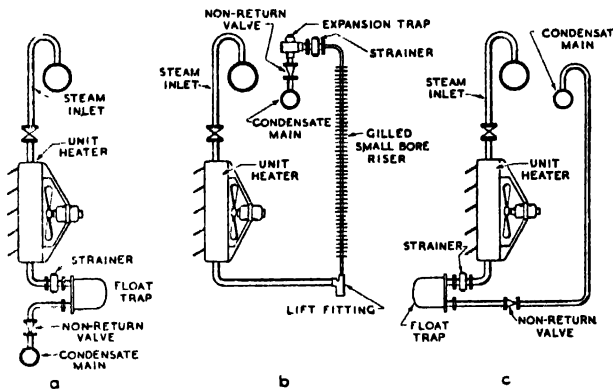 STEAM
INLET
UNIT
HEATER
STRAINER
FLOAT
TRAP
NON-RETURN
VALVE
CONDENSATE
MAIN
a
NON-RETURN
VALVE
EXPANSION TRAP
STRAINER
STEAM
INLET
CONDENSATE
MAIN
GILLED
SMALL BORE
RISER
UNIT
HEATER
LIFT FITTING
b
CONDENSAT
MAIN
STEAM
INLET
UNIT
HEATER
STRAINER
FLOAT
TRAP
NON-RETURN
VALVE
c